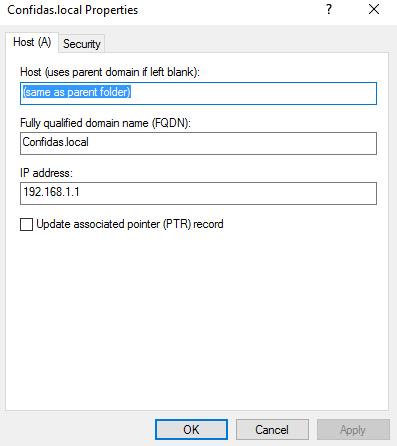 Confidas.local Properties
? ×
Host (A) Security
Host (uses parent domain if left blank):
(same as parent folder)
Fully qualified domain name (FQDN):
Confidas.local
IP address:
192.168.1.1
Update associated pointer (PTR) record
OK Cancel Apply